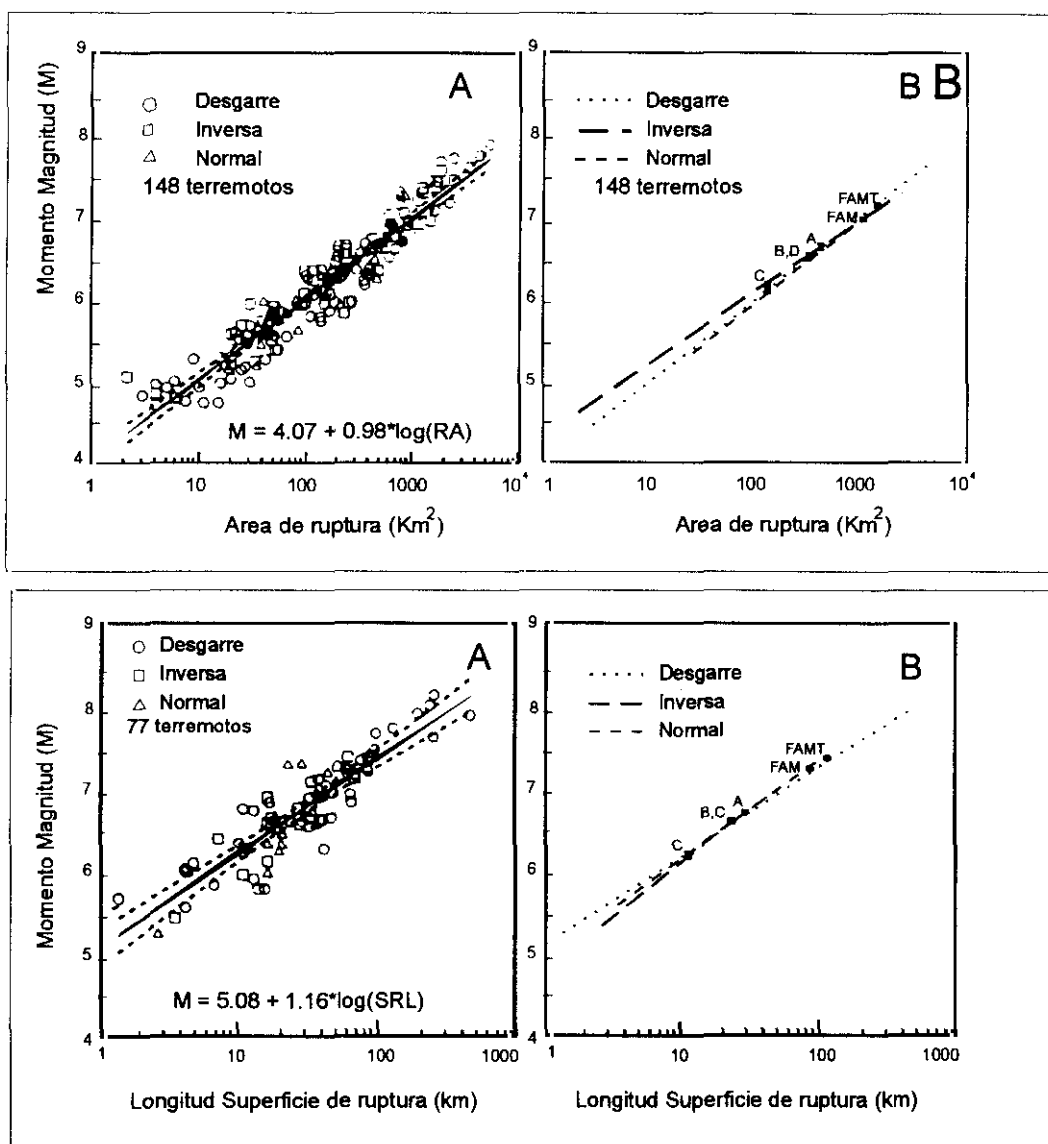 A
Desgarre
Inversa
Normal
148 terremotos
M = 4.07 + 0.98*log(RA)
Momento Magnitud (M)
9
8
7
6
5
4
1
10
100
1000
10⁴
Area de ruptura (Km²)
B B
Desgarre
Inversa
Normal
148 terremotos
FAMT
FAM
A
B,D
C
9
8
7
6
5
1
10
100
1000
10⁴
Area de ruptura (Km²)
A
Desgarre
Inversa
Normal
77 terremotos
M = 5.08 + 1.16*log(SRL)
Momento Magnitud (M)
9
8
7
6
5
4
1
10
100
1000
Longitud Superficie de ruptura (km)
B
Desgarre
Inversa
Normal
FAMT
FAM
A
B,C
C
9
8
7
6
5
4
1
10
100
1000
Longitud Superficie de ruptura (km)